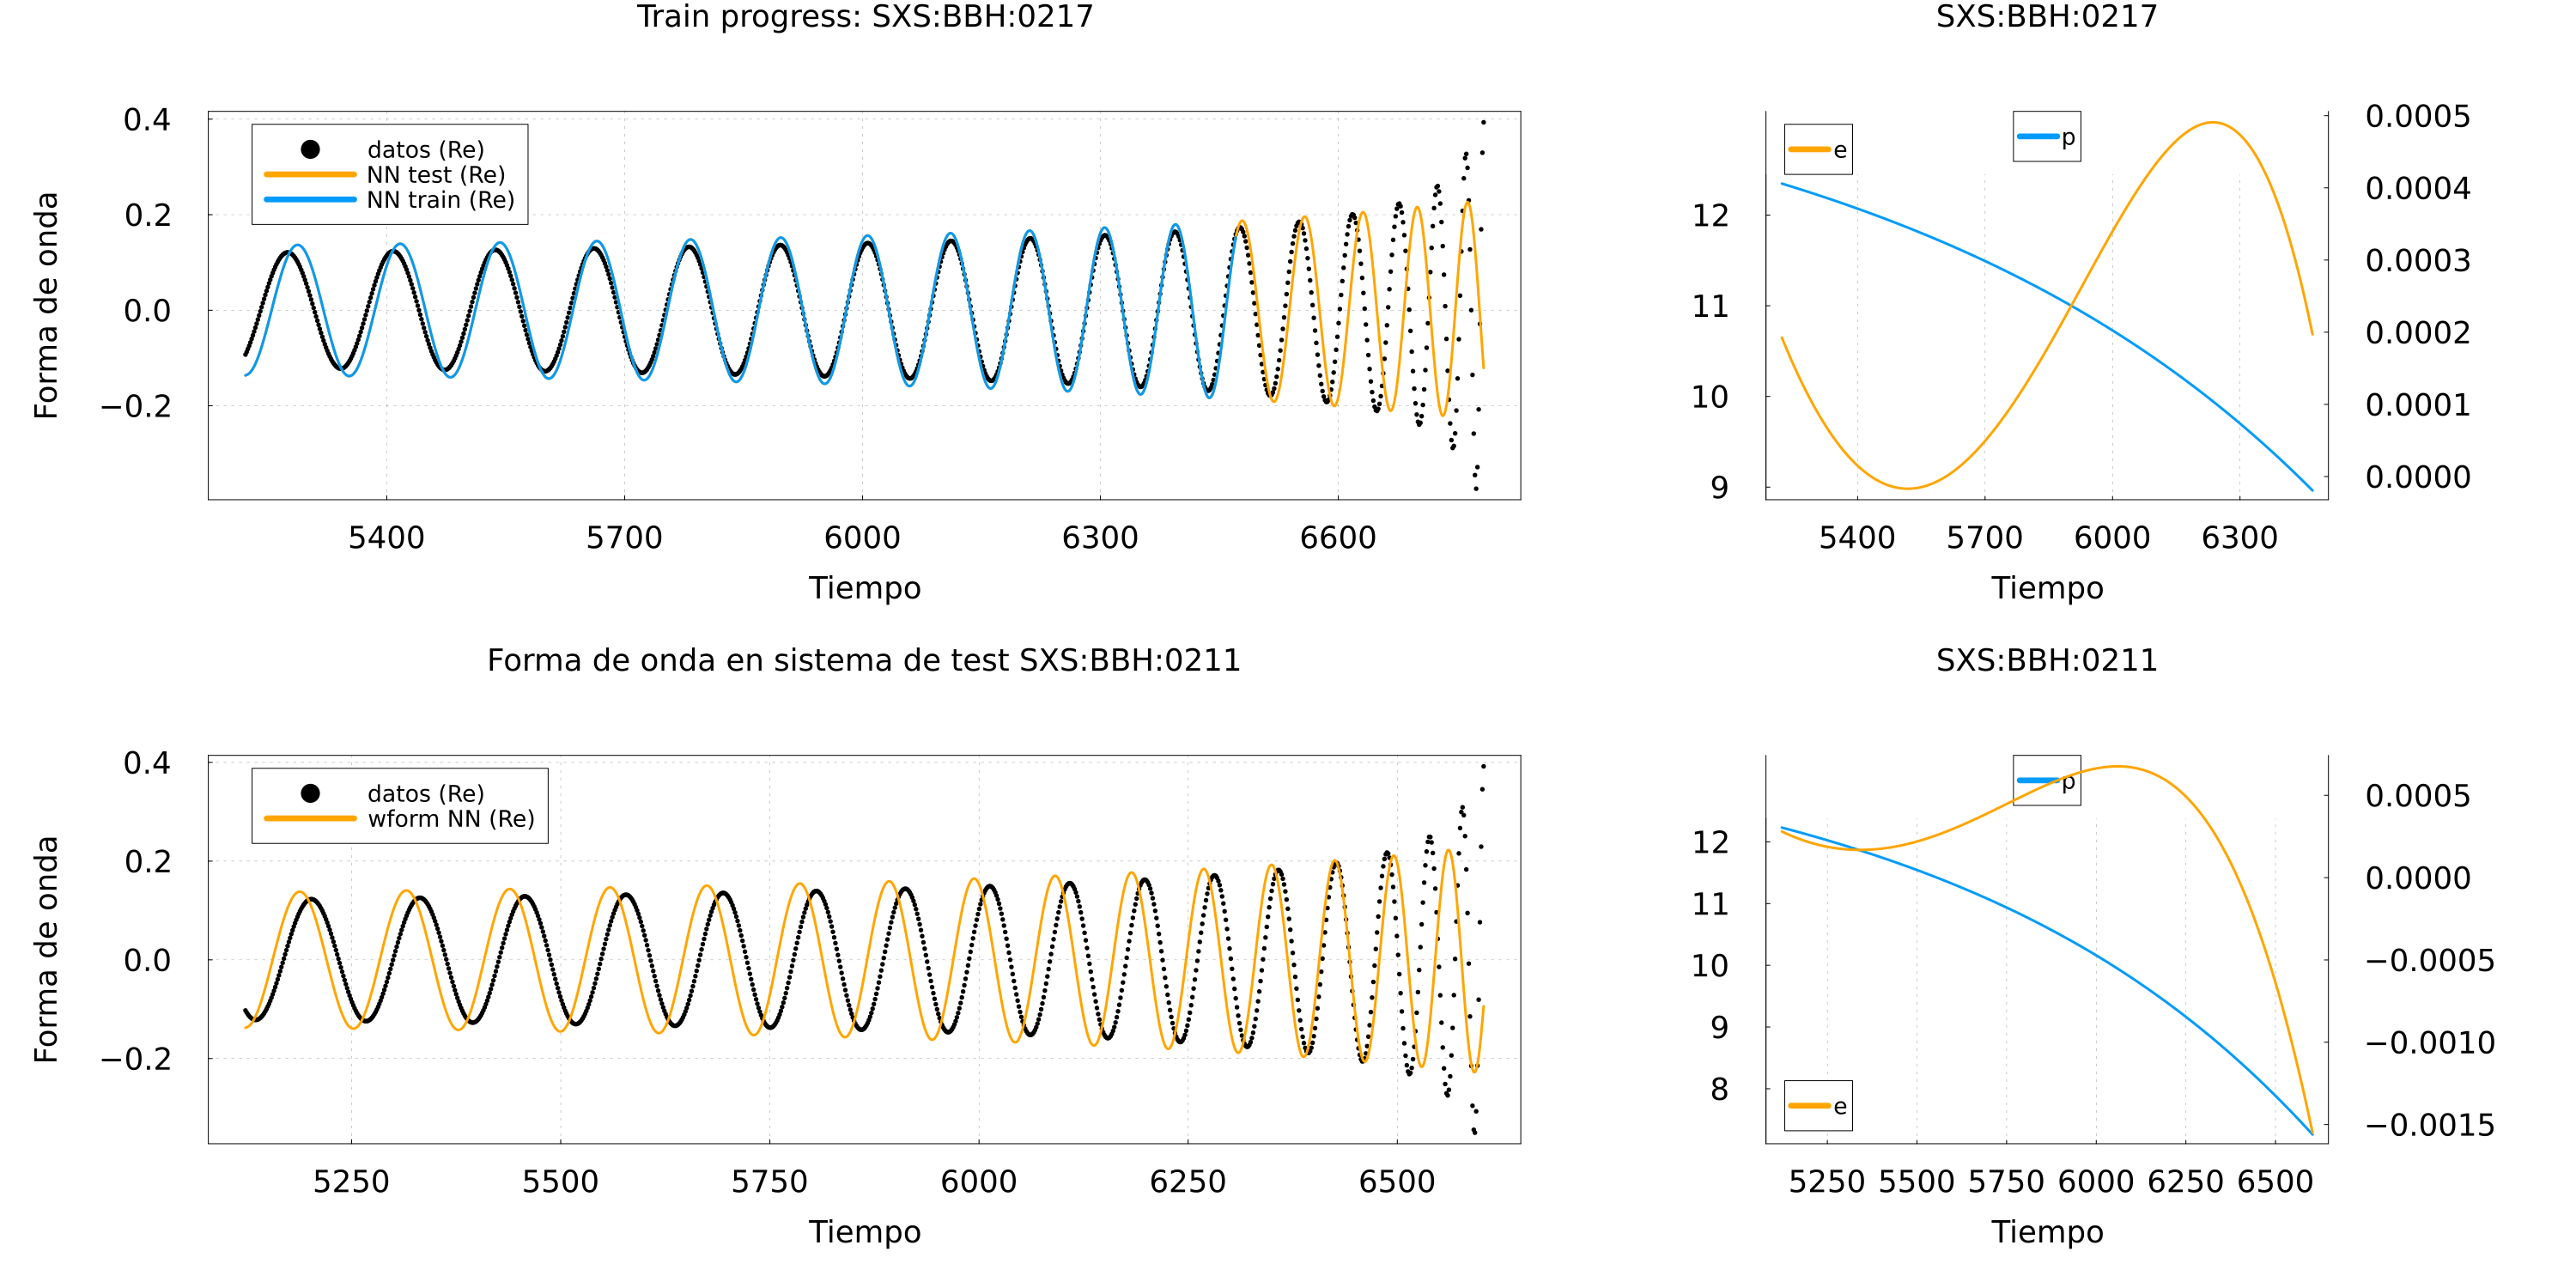 Train progress: SXS:BBH:0217
datos (Re)
NN test (Re)
NN train (Re)
Forma de onda
0.4
0.2
0.0
−0.2
5400 5700 6000 6300 6600
Tiempo
SXS:BBH:0217
e
p
12
11
10
9
0.0005
0.0004
0.0003
0.0002
0.0001
0.0000
5400 5700 6000 6300
Tiempo
Forma de onda en sistema de test SXS:BBH:0211
datos (Re)
wform NN (Re)
Forma de onda
0.4
0.2
0.0
−0.2
5250 5500 5750 6000 6250 6500
Tiempo
SXS:BBH:0211
p
e
12
11
10
9
8
0.0005
0.0000
−0.0005
−0.0010
−0.0015
5250 5500 5750 6000 6250 6500
Tiempo